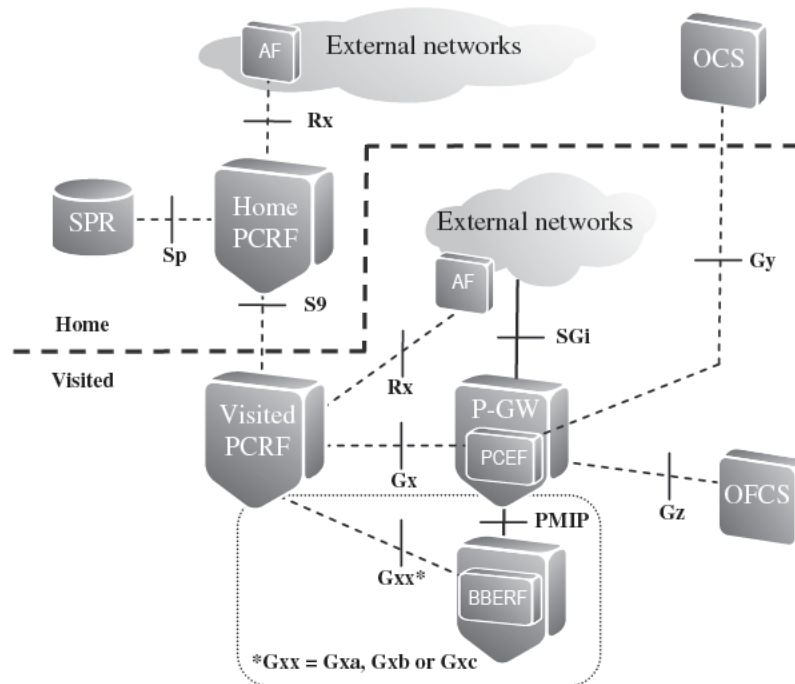 AF
External networks
OCS
Rx
Home
PCRF
SPR
Sp
External networks
AF
Gy
S9
Home
SGi
Visited
Rx
Visited
PCRF
P-GW
PCEF
Gx
OFCS
Gz
PMIP
Gxx*
BBERF
*Gxx = Gxa, Gxb or Gxc